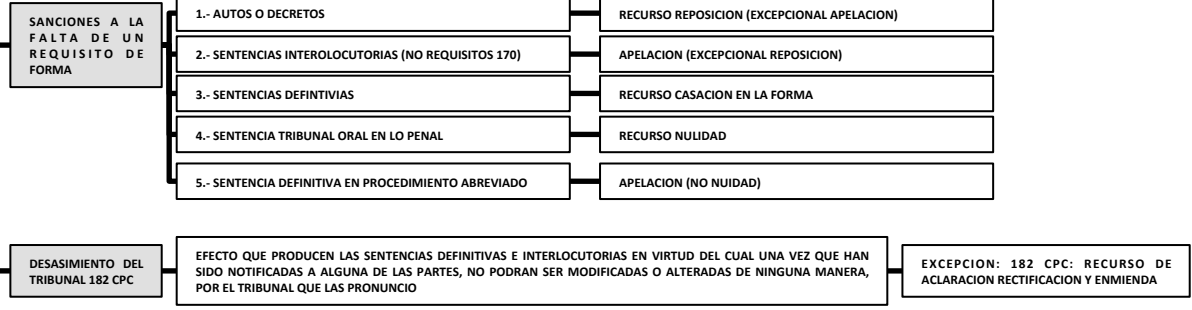 SANCIONES A LA
FALTA DE UN
REQUISITO DE
FORMA
1.- AUTOS O DECRETOS
RECURSO REPOSICION (EXCEPCIONAL APELACION)
2.- SENTENCIAS INTEROLOCUTORIAS (NO REQUISITOS 170)
APELACION (EXCEPCIONAL REPOSICION)
3.- SENTENCIAS DEFINTIVIAS
RECURSO CASACION EN LA FORMA
4.- SENTENCIA TRIBUNAL ORAL EN LO PENAL
RECURSO NULIDAD
5.- SENTENCIA DEFINITIVA EN PROCEDIMIENTO ABREVIADO
APELACION (NO NUIDAD)
DESASIMIENTO DEL
TRIBUNAL 182 CPC
EFECTO QUE PRODUCEN LAS SENTENCIAS DEFINITIVAS E INTERLOCUTORIAS EN VIRTUD DEL CUAL UNA VEZ QUE HAN
SIDO NOTIFICADAS A ALGUNA DE LAS PARTES, NO PODRAN SER MODIFICADAS O ALTERADAS DE NINGUNA MANERA,
POR EL TRIBUNAL QUE LAS PRONUNCIO
EXCEPCION: 182 CPC: RECURSO DE
ACLARACION RECTIFICACION Y ENMIENDA